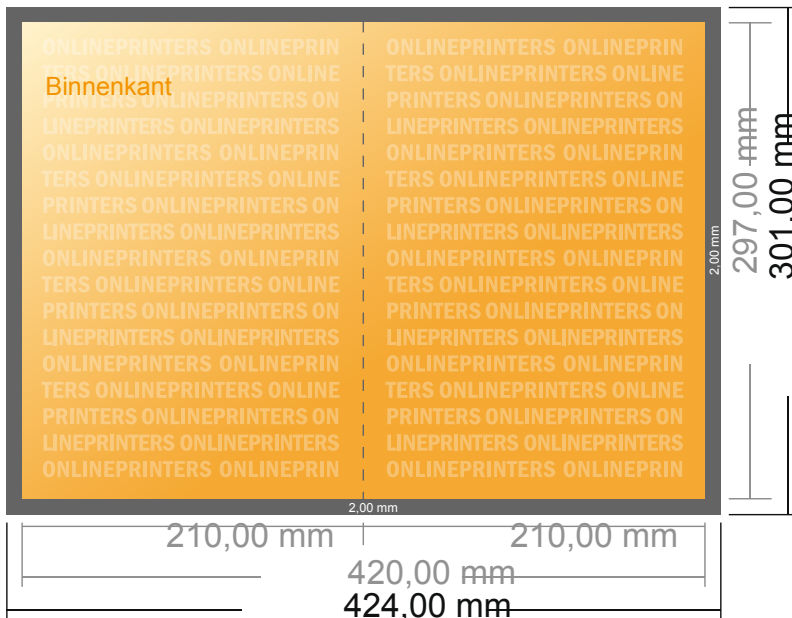 ONLINEPRINTERS ONLINEPRIN
TERS ONLINEPRINTERS ONLINE
Binnenkant
PRINTERS ONLINEPRINTERS ON
LINEPRINTERS ONLINEPRINTERS
ONLINEPRINTERS ONLINEPRIN
TERS ONLINEPRINTERS ONLINE
PRINTERS ONLINEPRINTERS ON
LINEPRINTERS ONLINEPRINTERS
ONLINEPRINTERS ONLINEPRIN
TERS ONLINEPRINTERS ONLINE
PRINTERS ONLINEPRINTERS ON
LINEPRINTERS ONLINEPRINTERS
ONLINEPRINTERS ONLINEPRIN
TERS ONLINEPRINTERS ONLINE
PRINTERS ONLINEPRINTERS ON
LINEPRINTERS ONLINEPRINTERS
ONLINEPRINTERS ONLINEPRIN
ONLINEPRINTERS ONLINEPRIN
TERS ONLINEPRINTERS ONLINE
PRINTERS ONLINEPRINTERS ON
LINEPRINTERS ONLINEPRINTERS
ONLINEPRINTERS ONLINEPRIN
TERS ONLINEPRINTERS ONLINE
PRINTERS ONLINEPRINTERS ON
LINEPRINTERS ONLINEPRINTERS
ONLINEPRINTERS ONLINEPRIN
TERS ONLINEPRINTERS ONLINE
PRINTERS ONLINEPRINTERS ON
LINEPRINTERS ONLINEPRINTERS
ONLINEPRINTERS ONLINEPRIN
TERS ONLINEPRINTERS ONLINE
PRINTERS ONLINEPRINTERS ON
LINEPRINTERS ONLINEPRINTERS
ONLINEPRINTERS ONLINEPRIN
2,00 mm
297,00 mm
301,00 mm
2,00 mm
210,00 mm
210,00 mm
420,00 mm
424,00 mm